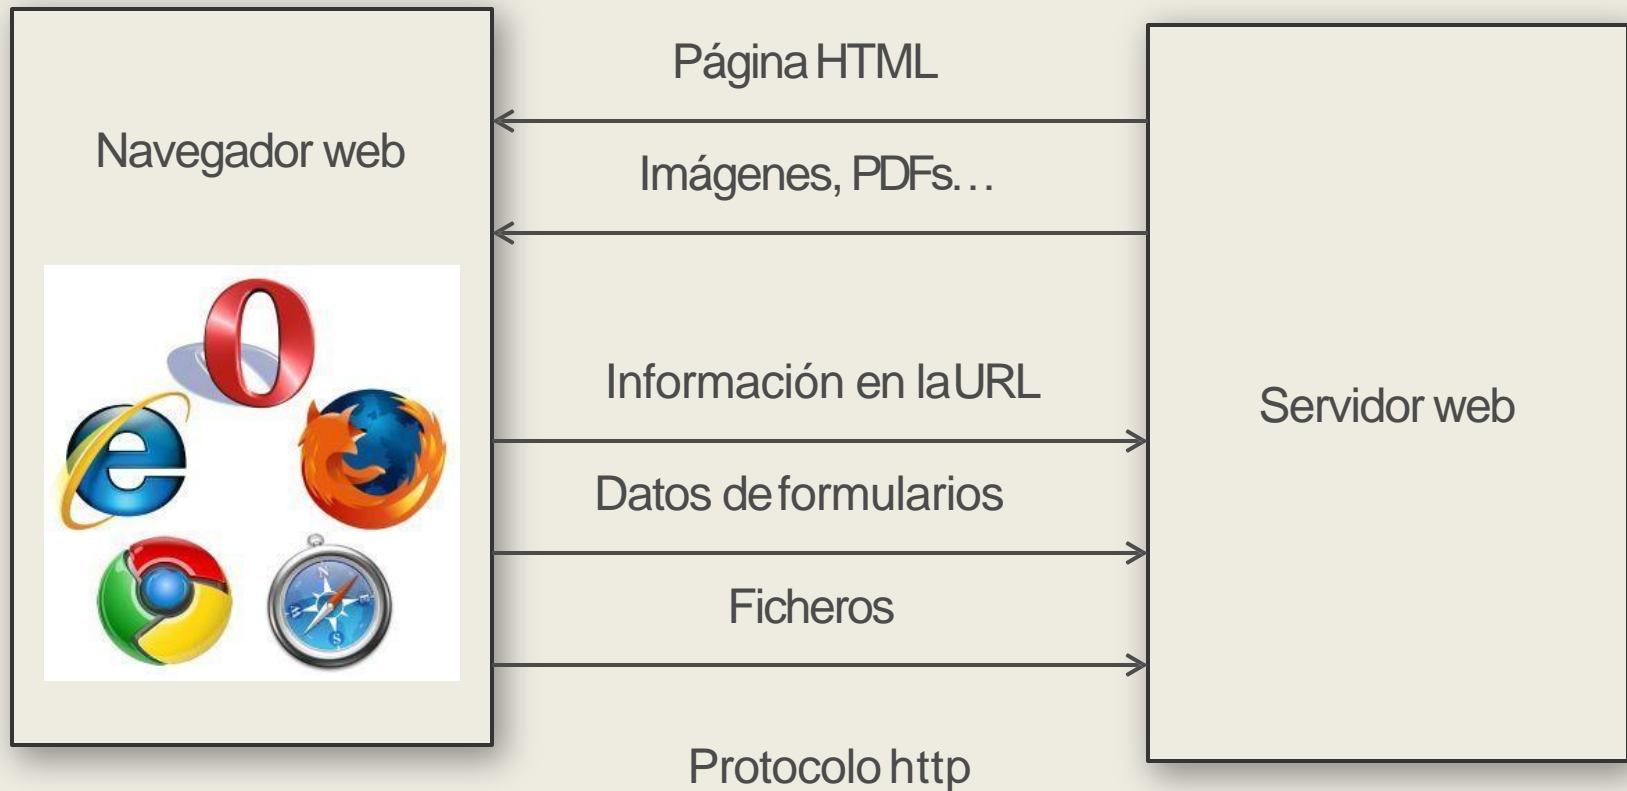 Página HTML
Navegador web
Imágenes, PDFs…
Información en la URL
Servidor web
Datos de formularios
Ficheros
Protocolo http